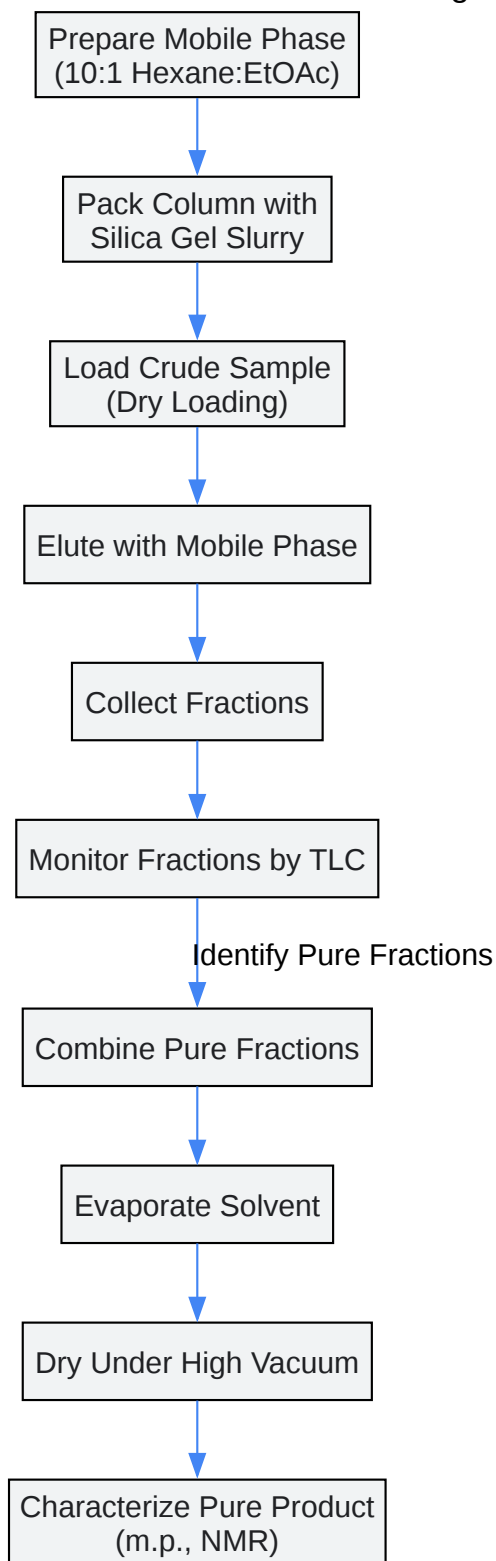 Prepare Mobile Phase
(10:1 Hexane:EtOAc)
Pack Column with
Silica Gel Slurry
Load Crude Sample
(Dry Loading)
Elute with Mobile Phase
Collect Fractions
Monitor Fractions by TLC
Identify Pure Fractions
Combine Pure Fractions
Evaporate Solvent
Dry Under High Vacuum
Characterize Pure Product
(m.p., NMR)